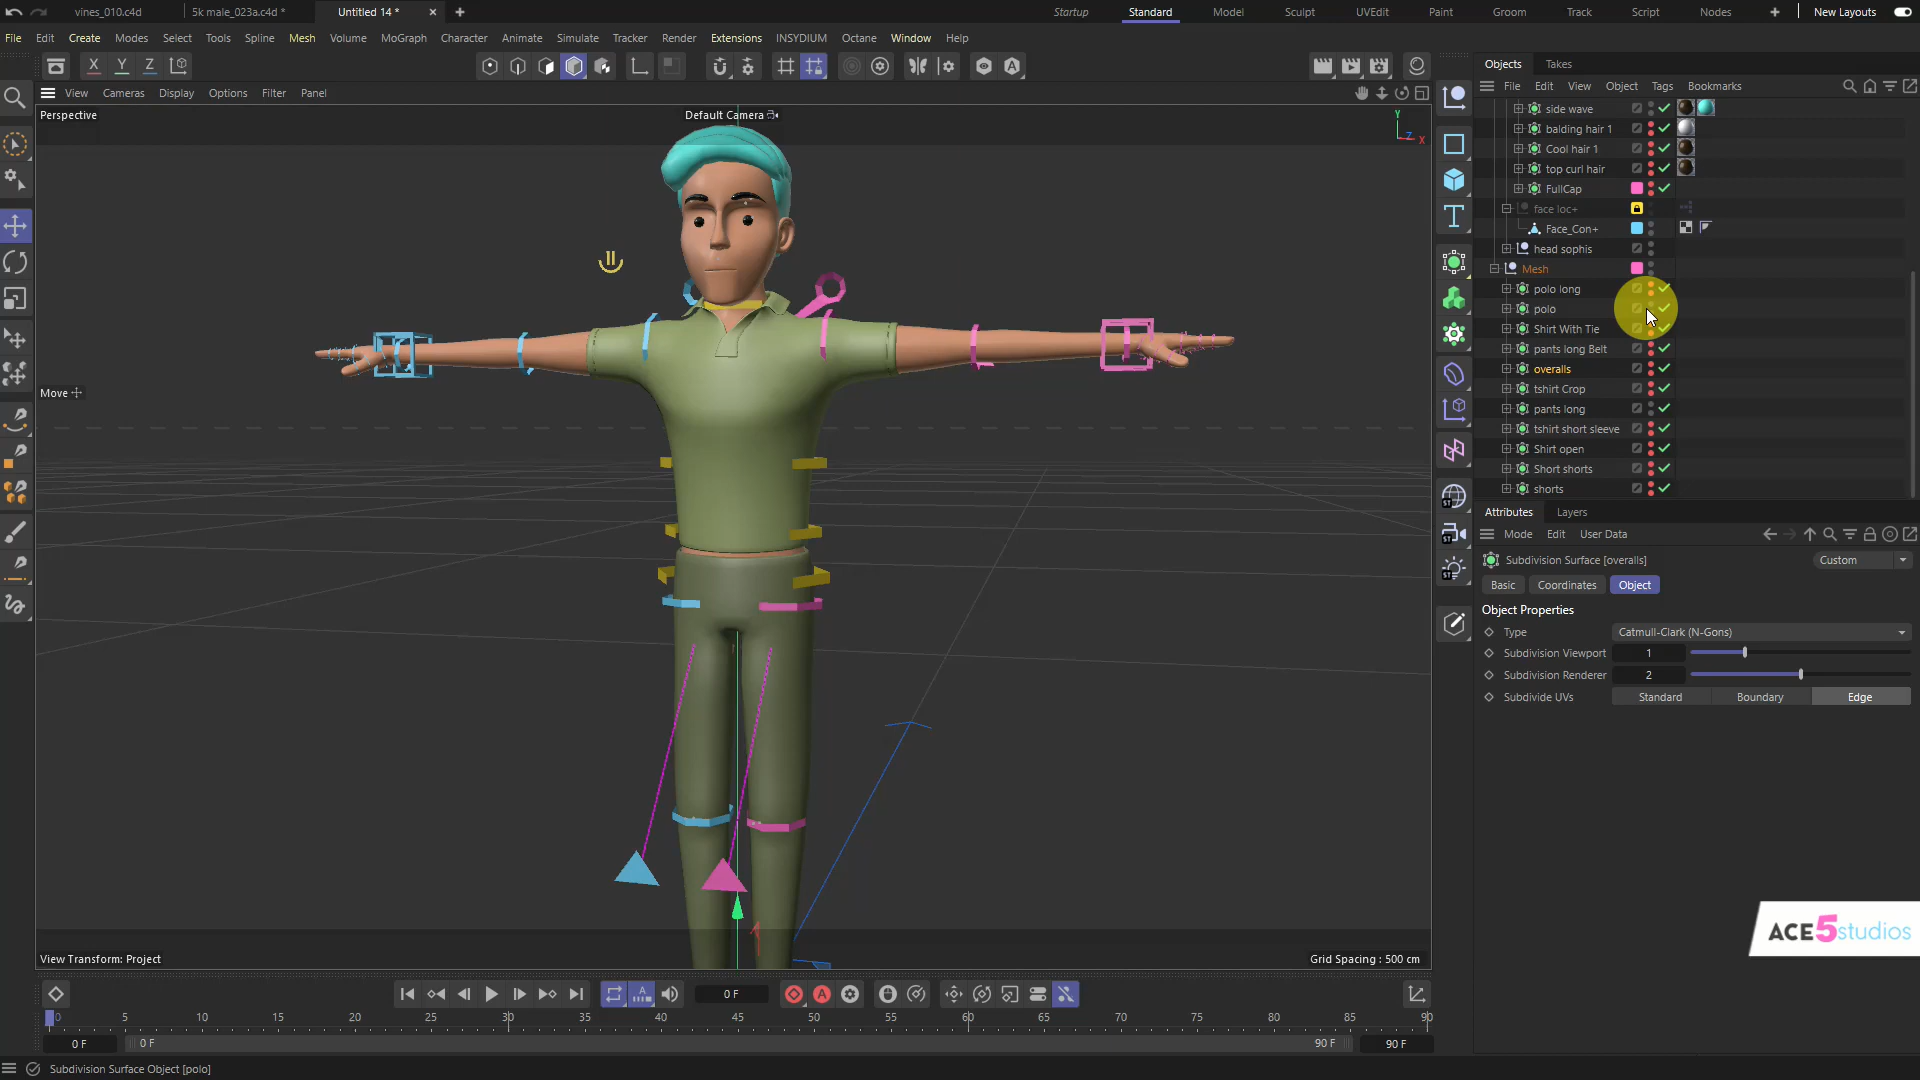 vines_010.c4d
5k male_023a.c4d *
Untitled 14 *
Startup
Standard
Model
Sculpt
UVEdit
Paint
Groom
Track
Script
Nodes
New Layouts
File Edit Create Modes Select Tools Spline Mesh Volume MoGraph Character Animate Simulate Tracker Render Extensions INSYDIUM Octane Window Help
X Y Z
Objects Takes
View Cameras Display Options Filter Panel
File Edit View Object Tags Bookmarks
Perspective
Default Camera
Y
Z
X
side wave
balding hair 1
Cool hair 1
top curl hair
FullCap
face loc+
Face_Con+
head sophis
Mesh
polo long
polo
Shirt With Tie
pants long Belt
overalls
tshirt Crop
pants long
tshirt short sleeve
Shirt open
Short shorts
shorts
Move
Attributes Layers
Mode Edit User Data
Subdivision Surface [overalls]
Custom
Basic Coordinates Object
Object Properties
Type Catmull-Clark (N-Gons)
Subdivision Viewport 1
Subdivision Renderer 2
Subdivide UVs Standard Boundary Edge
ACE5studios
View Transform: Project
Grid Spacing : 500 cm
0 F
0 5 10 15 20 25 30 35 40 45 50 55 60 65 70 75 80 85 90
0 F
0 F
90 F
90 F
Subdivision Surface Object [polo]